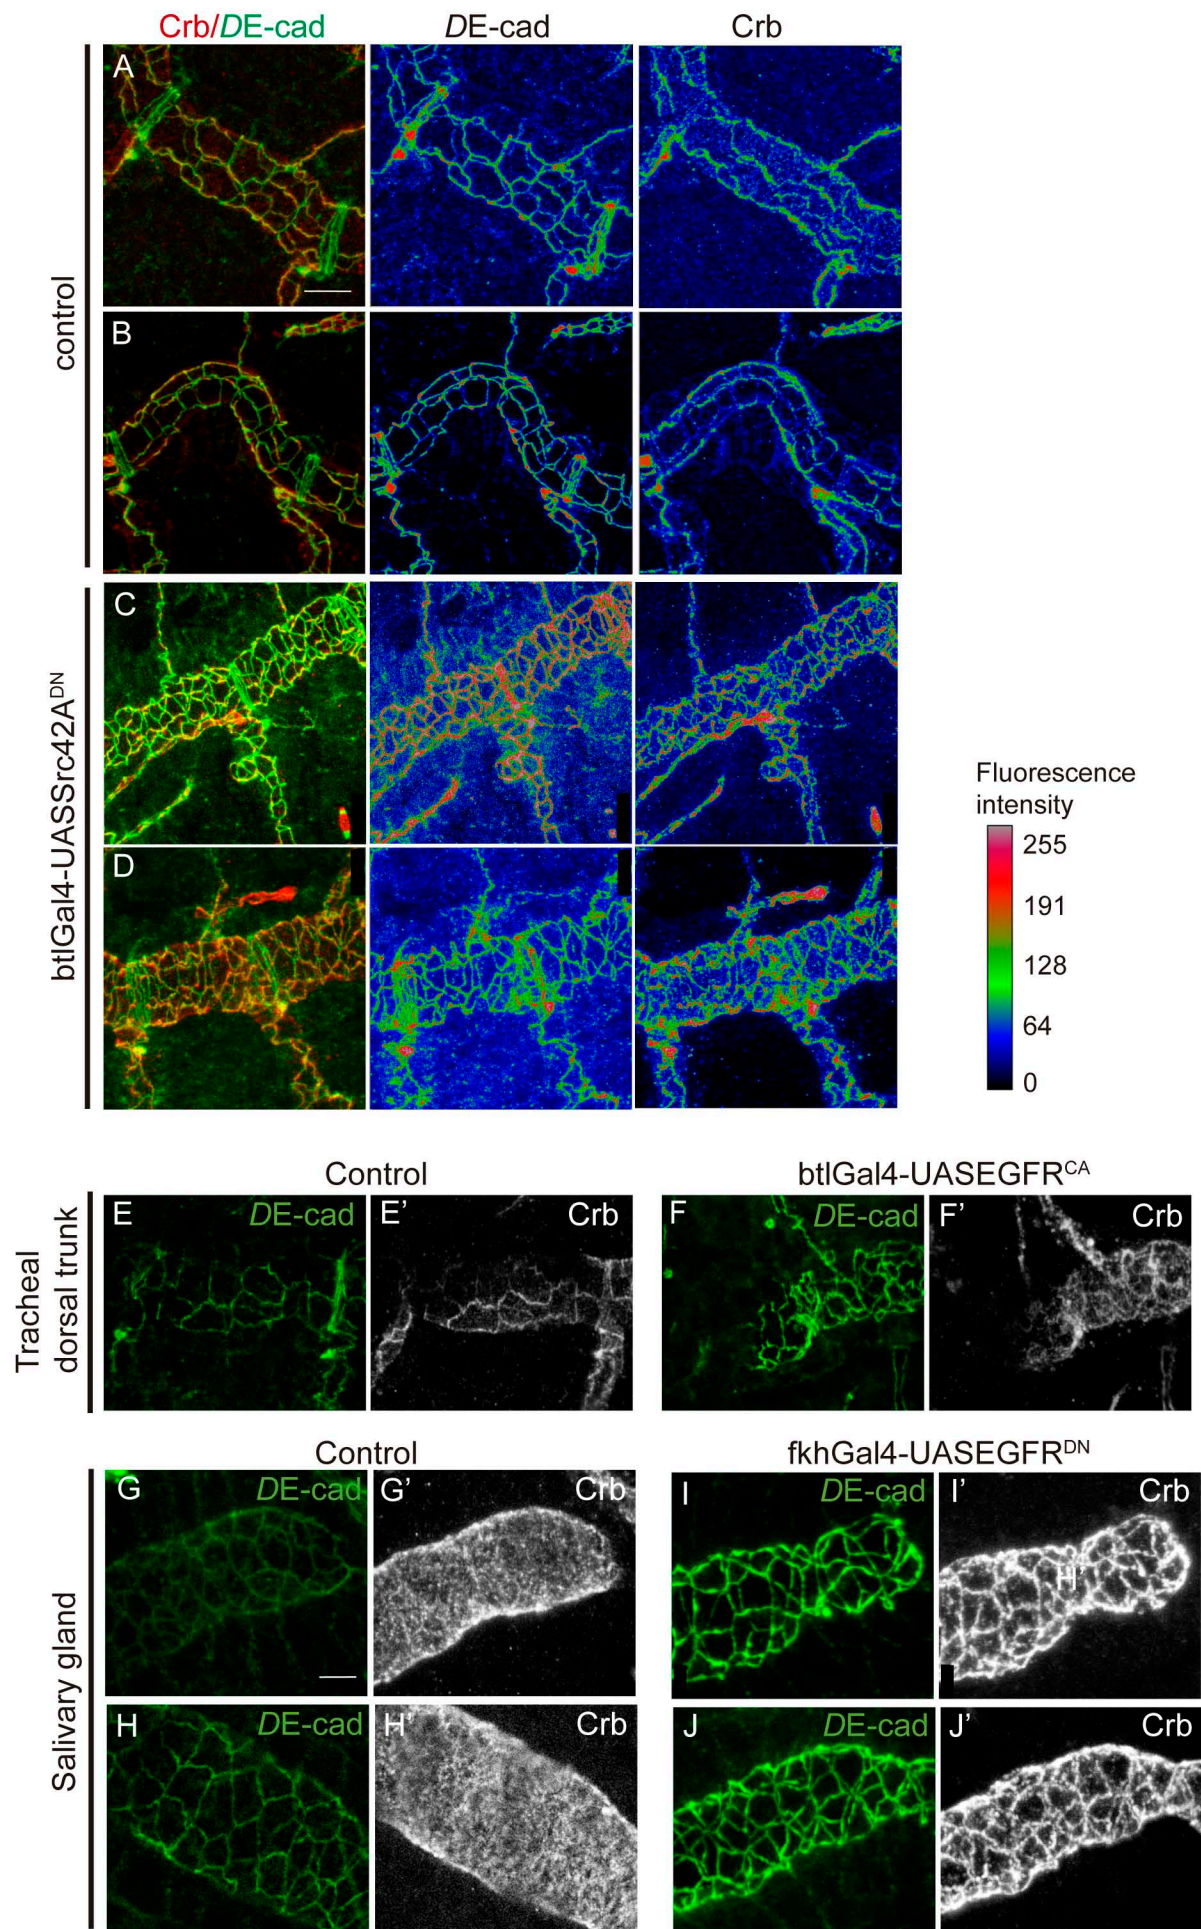 Crb/DE-cad
DE-cad
Crb
control
A
B
btlGal4-UASSrc42A^DN
C
D
Fluorescence
intensity
255
191
128
64
0
Control
btlGal4-UASEGFR^CA
Tracheal
dorsal trunk
E
DE-cad
E’
Crb
F
DE-cad
F’
Crb
Control
fkhGal4-UASEGFR^DN
Salivary gland
G
DE-cad
G’
Crb
I
DE-cad
I’
Crb
H’
H
DE-cad
H’
Crb
J
DE-cad
J’
Crb